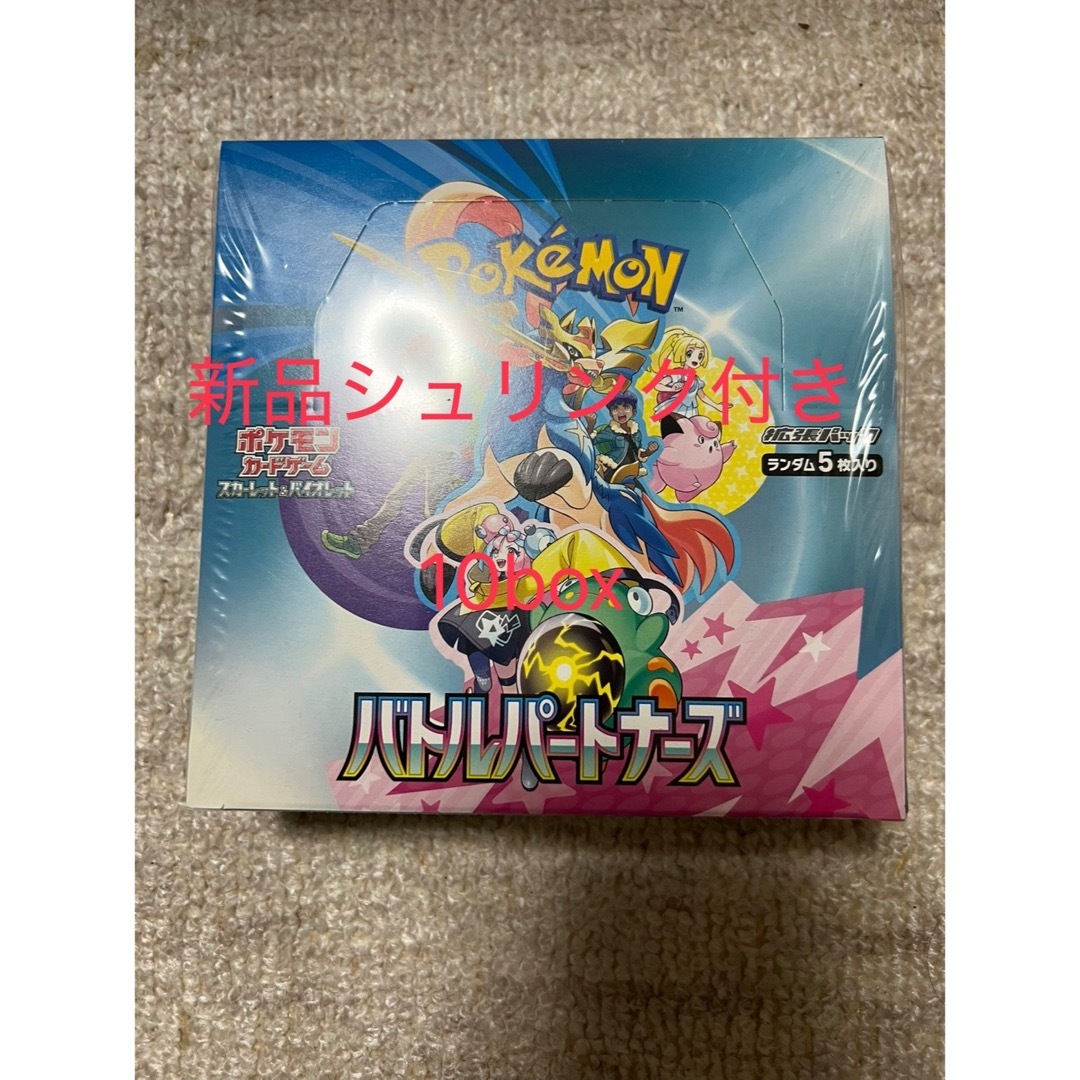 POKéMON
TM
新品シュリンク付き
ポケモン
カードゲーム
スカーレット&バイオレット
拡張パック
ランダム5枚入り
10box
バトルパートナーズ